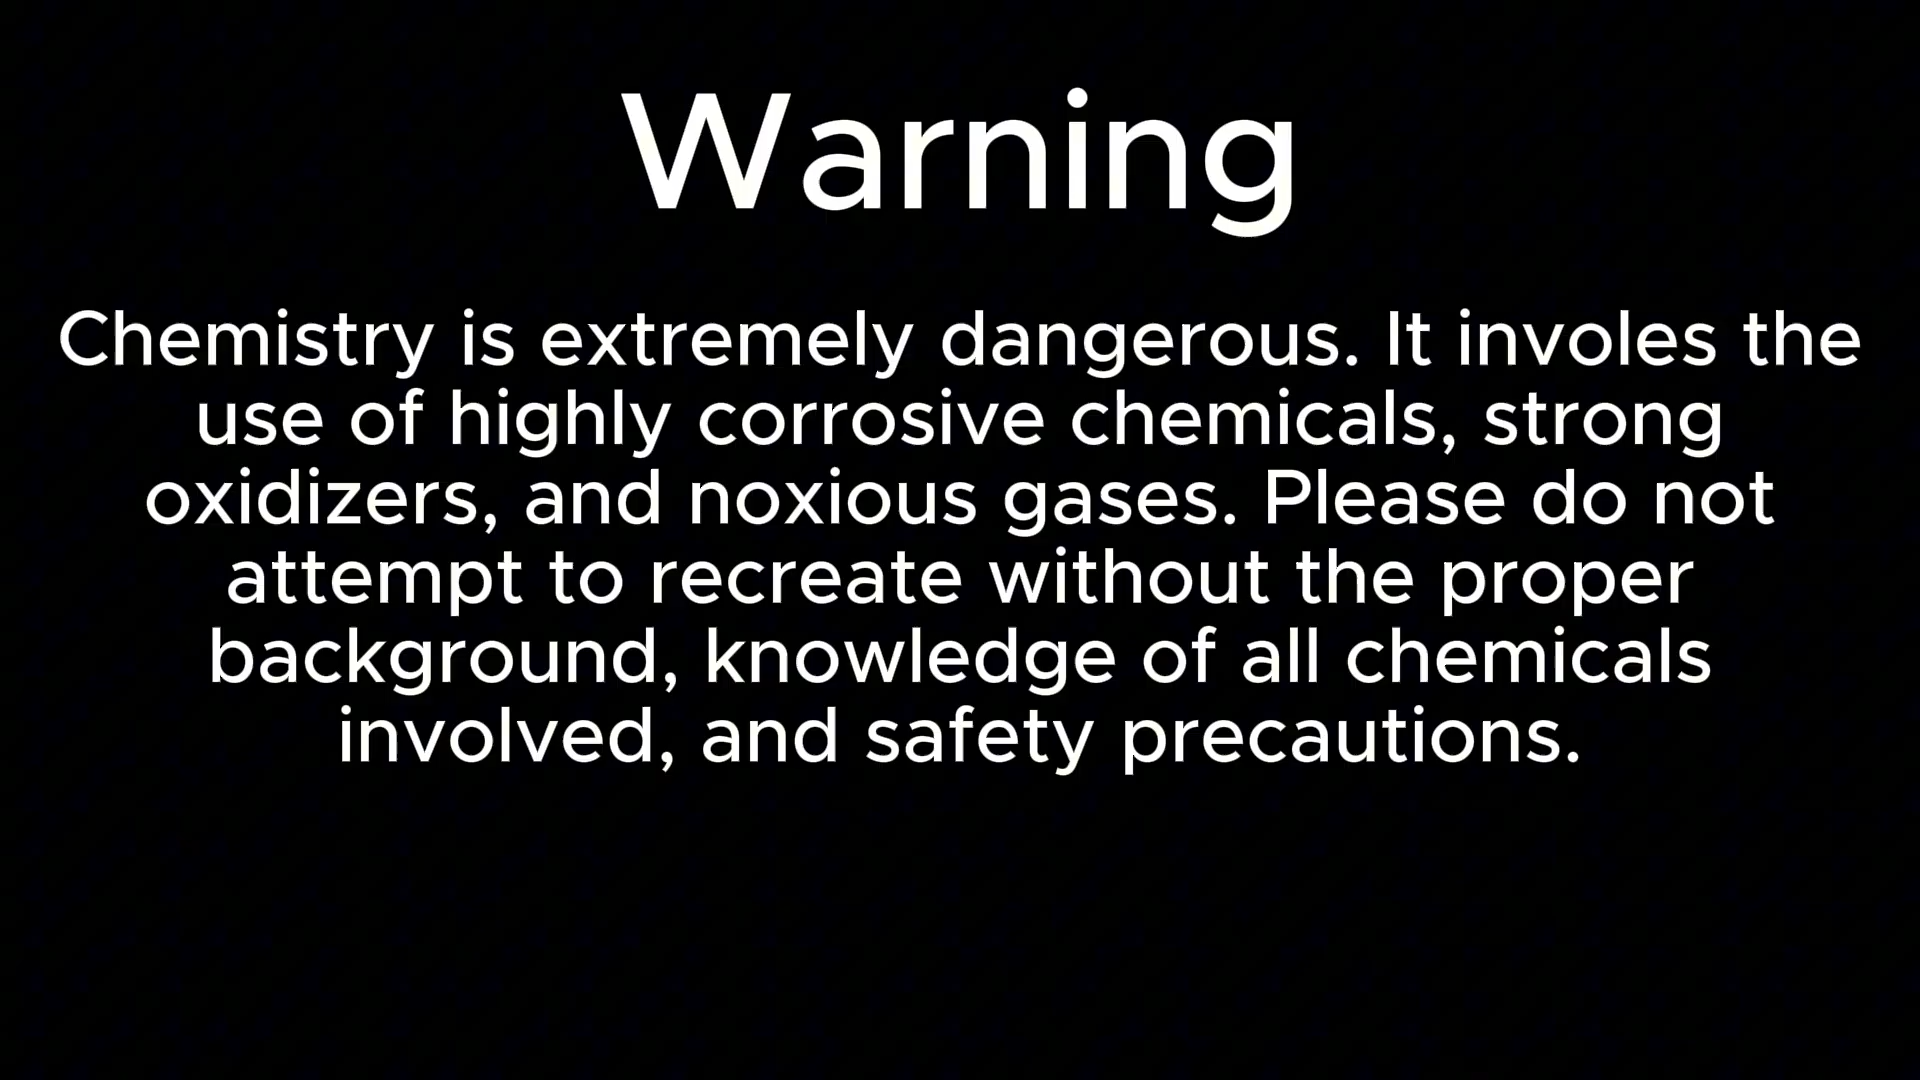 Warning
Chemistry is extremely dangerous. It involes the
use of highly corrosive chemicals, strong
oxidizers, and noxious gases. Please do not
attempt to recreate without the proper
background, knowledge of all chemicals
involved, and safety precautions.